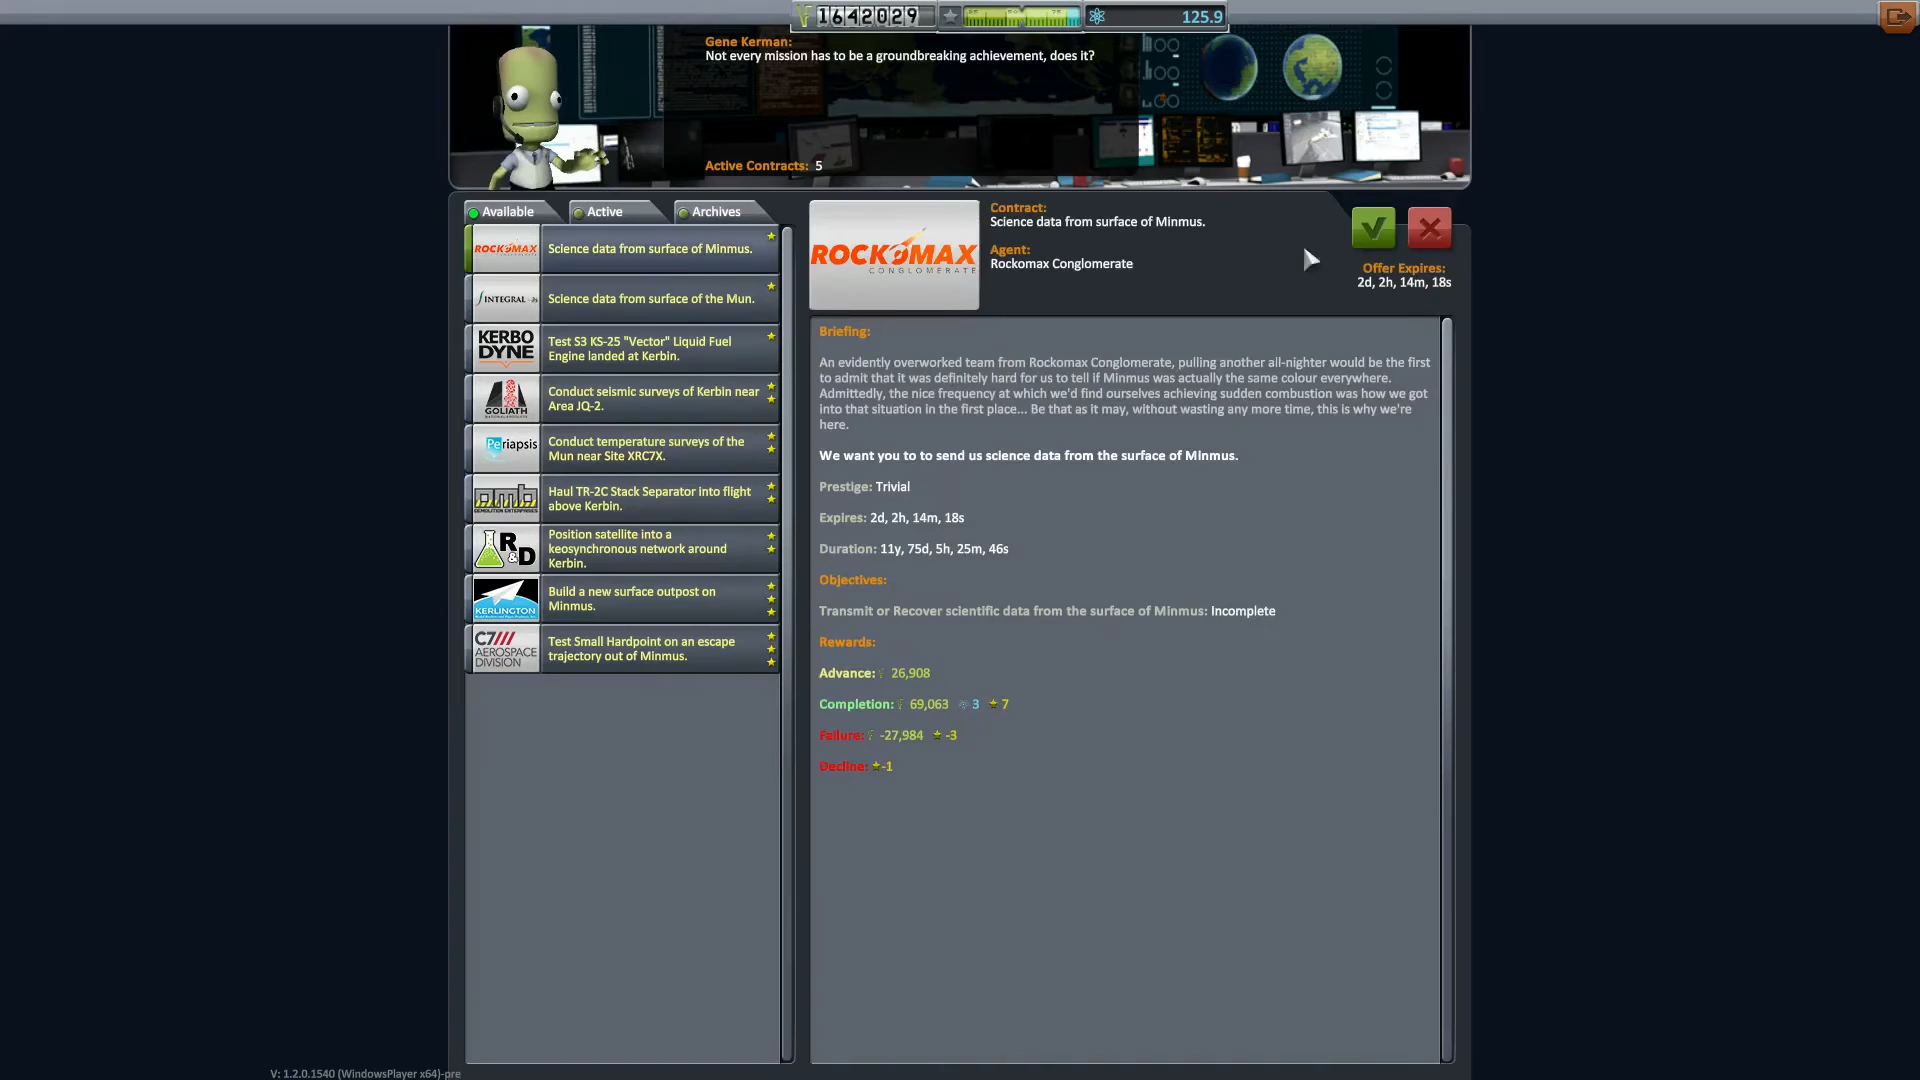 1642029
125.9
Gene Kerman:
Not every mission has to be a groundbreaking achievement, does it?
Active Contracts: 5
Available
Active
Archives
ROCKOMAX
CONGLOMERATE
Science data from surface of Minmus.
INTEGRAL
Science data from surface of the Mun.
KERBO
DYNE
Test S3 KS-25 "Vector" Liquid Fuel
Engine landed at Kerbin.
GOLIATH
Conduct seismic surveys of Kerbin near
Area JQ-2.
Periapsis
Conduct temperature surveys of the
Mun near Site XRC7X.
omb
DEMOLITION ENTERPRISES
Haul TR-2C Stack Separator into flight
above Kerbin.
R&D
Position satellite into a
keosynchronous network around
Kerbin.
KERLINGTON
Build a new surface outpost on
Minmus.
C7///
AEROSPACE
DIVISION
Test Small Hardpoint on an escape
trajectory out of Minmus.
ROCKOMAX
CONGLOMERATE
Contract:
Science data from surface of Minmus.
Agent:
Rockomax Conglomerate
Offer Expires:
2d, 2h, 14m, 18s
Briefing:
An evidently overworked team from Rockomax Conglomerate, pulling another all-nighter would be the first
to admit that it was definitely hard for us to tell if Minmus was actually the same colour everywhere.
Admittedly, the nice frequency at which we'd find ourselves achieving sudden combustion was how we got
into that situation in the first place... Be that as it may, without wasting any more time, this is why we're
here.
We want you to to send us science data from the surface of Minmus.
Prestige: Trivial
Expires: 2d, 2h, 14m, 18s
Duration: 11y, 75d, 5h, 25m, 46s
Objectives:
Transmit or Recover scientific data from the surface of Minmus: Incomplete
Rewards:
Advance: 26,908
Completion: 69,063 3 7
Failure: -27,984 -3
Decline: -1
V: 1.2.0.1540 (WindowsPlayer x64)-pre